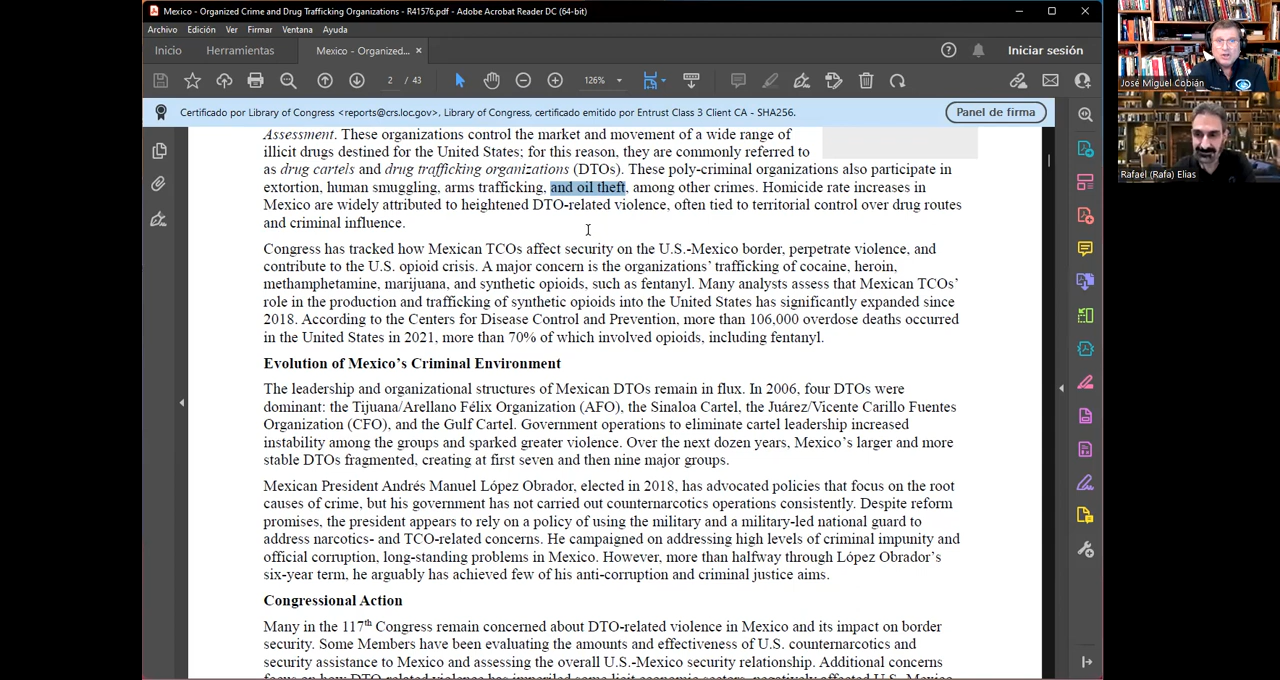 Mexico - Organized Crime and Drug Trafficking Organizations - R41576.pdf - Adobe Acrobat Reader DC (64-bit)
Archivo Edición Ver Firmar Ventana Ayuda
Inicio Herramientas Mexico - Organized... × Iniciar sesión
2 / 43 126%
Certificado por Library of Congress <reports@crs.loc.gov>, Library of Congress, certificado emitido por Entrust Class 3 Client CA - SHA256. Panel de firma
Assessment. These organizations control the market and movement of a wide range of
illicit drugs destined for the United States; for this reason, they are commonly referred to
as drug cartels and drug trafficking organizations (DTOs). These poly-criminal organizations also participate in
extortion, human smuggling, arms trafficking, and oil theft, among other crimes. Homicide rate increases in
Mexico are widely attributed to heightened DTO-related violence, often tied to territorial control over drug routes
and criminal influence.
Congress has tracked how Mexican TCOs affect security on the U.S.-Mexico border, perpetrate violence, and
contribute to the U.S. opioid crisis. A major concern is the organizations' trafficking of cocaine, heroin,
methamphetamine, marijuana, and synthetic opioids, such as fentanyl. Many analysts assess that Mexican TCOs'
role in the production and trafficking of synthetic opioids into the United States has significantly expanded since
2018. According to the Centers for Disease Control and Prevention, more than 106,000 overdose deaths occurred
in the United States in 2021, more than 70% of which involved opioids, including fentanyl.
Evolution of Mexico's Criminal Environment
The leadership and organizational structures of Mexican DTOs remain in flux. In 2006, four DTOs were
dominant: the Tijuana/Arellano Félix Organization (AFO), the Sinaloa Cartel, the Juárez/Vicente Carillo Fuentes
Organization (CFO), and the Gulf Cartel. Government operations to eliminate cartel leadership increased
instability among the groups and sparked greater violence. Over the next dozen years, Mexico's larger and more
stable DTOs fragmented, creating at first seven and then nine major groups.
Mexican President Andrés Manuel López Obrador, elected in 2018, has advocated policies that focus on the root
causes of crime, but his government has not carried out counternarcotics operations consistently. Despite reform
promises, the president appears to rely on a policy of using the military and a military-led national guard to
address narcotics- and TCO-related concerns. He campaigned on addressing high levels of criminal impunity and
official corruption, long-standing problems in Mexico. However, more than halfway through López Obrador's
six-year term, he arguably has achieved few of his anti-corruption and criminal justice aims.
Congressional Action
Many in the 117th Congress remain concerned about DTO-related violence in Mexico and its impact on border
security. Some Members have been evaluating the amounts and effectiveness of U.S. counternarcotics and
security assistance to Mexico and assessing the overall U.S.-Mexico security relationship. Additional concerns
focus on how DTO-related violence has imperiled some licit economic sectors, negatively affected U.S.-Mexico
José Miguel Cobián
Rafael (Rafa) Elias